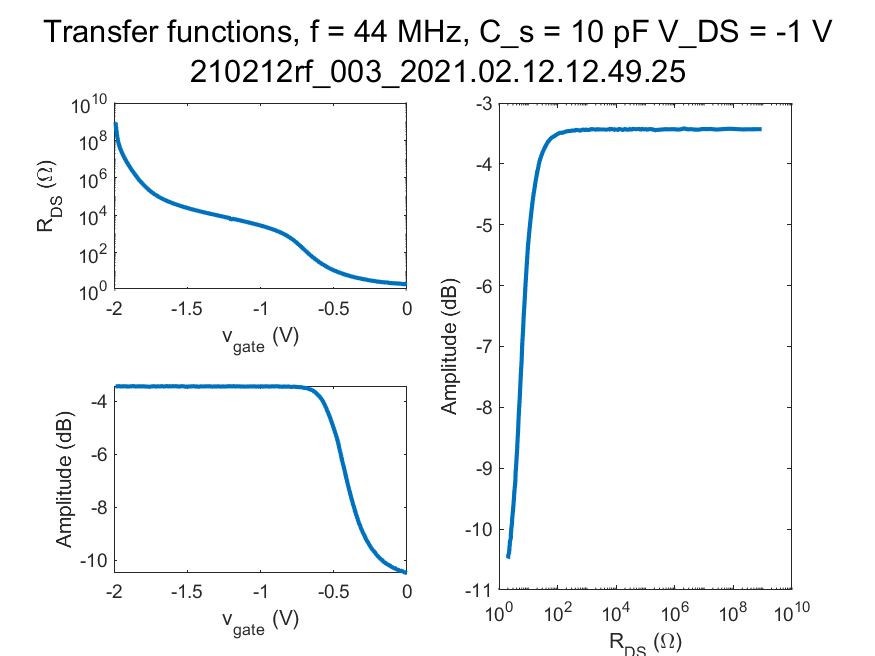 Transfer functions, f = 44 MHz, C_s = 10 pF V_DS = -1 V
210212rf_003_2021.02.12.12.49.25
10^10
10^8
10^6
10^4
10^2
10^0
R_DS (Ω)
-2 -1.5 -1 -0.5 0
v_gate (V)
-4
-6
-8
-10
Amplitude (dB)
-2 -1.5 -1 -0.5 0
v_gate (V)
-3
-4
-5
-6
-7
-8
-9
-10
-11
Amplitude (dB)
10^0 10^2 10^4 10^6 10^8 10^10
R_DS (Ω)